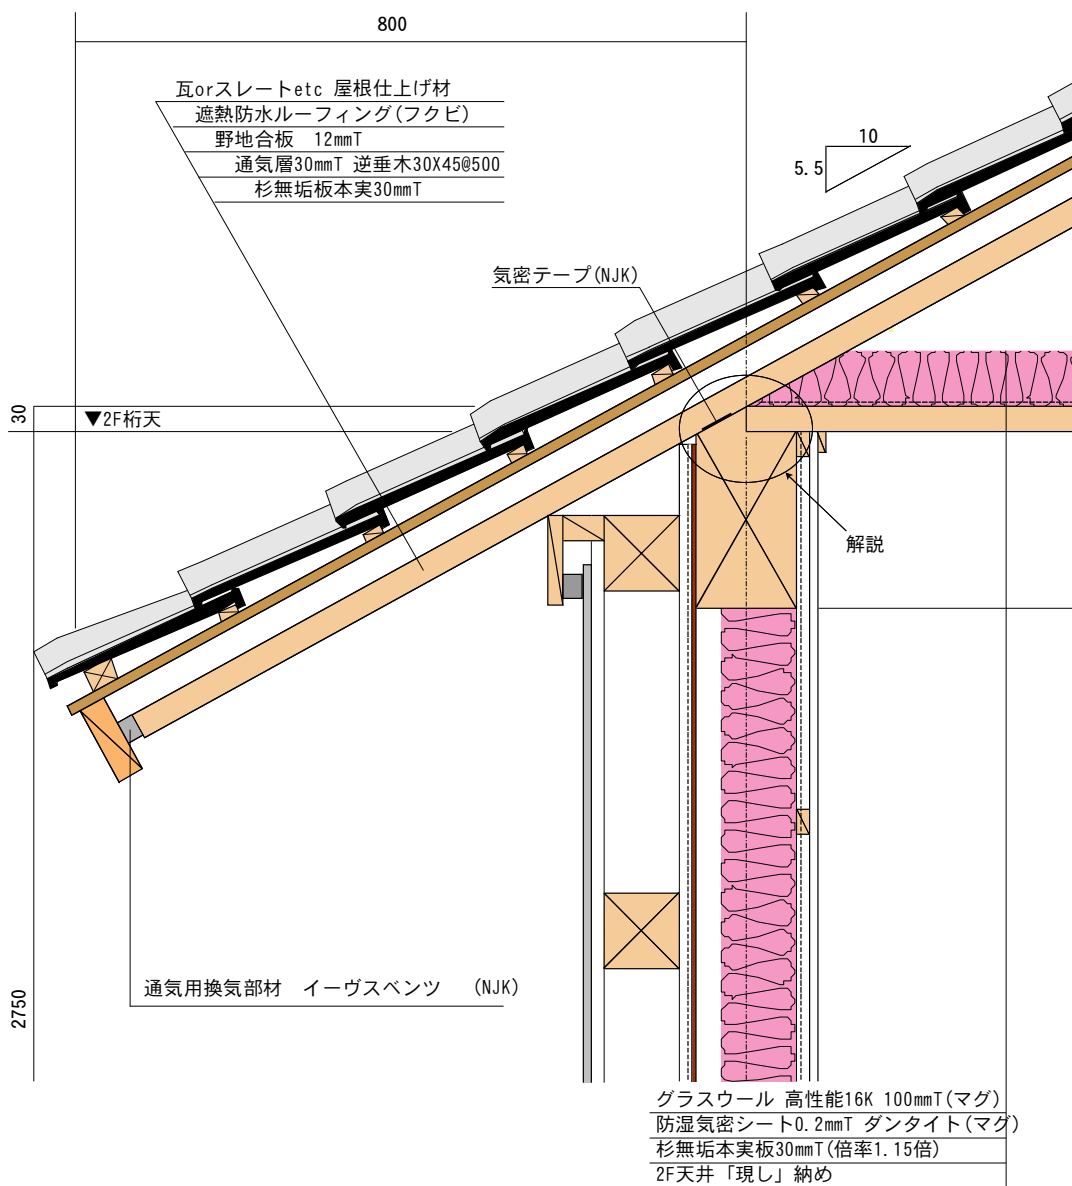 800
瓦orスレートetc 屋根仕上げ材
遮熱防水ルーフィング(フクビ)
野地合板 12mmT
通気層30mmT 逆垂木30X45@500
杉無垢板本実30mmT
10
5.5
気密テープ(NJK)
30
▼2F桁天
解説
通気用換気部材 イーヴスベンツ (NJK)
2750
グラスウール 高性能16K 100mmT(マグ)
防湿気密シート0.2mmT ダンタイト(マグ)
杉無垢本実板30mmT(倍率1.15倍)
2F天井「現し」納め